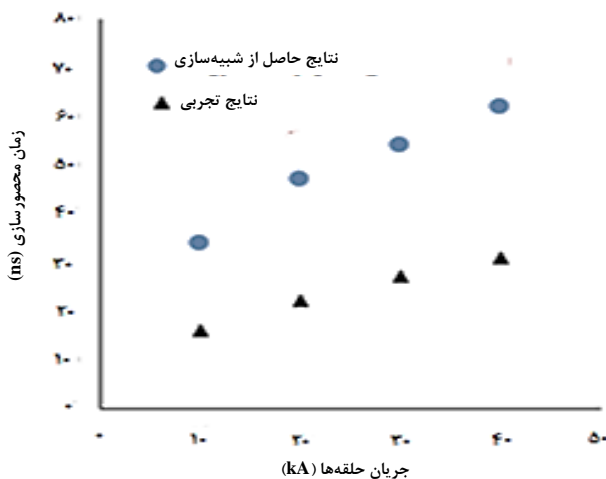 ۸۰
۷۰
۶۰
۵۰
۴۰
۳۰
۲۰
۱۰
۰
زمان محصورسازی (ns)
نتایج حاصل از شبیه‌سازی
نتایج تجربی
۰ ۱۰ ۲۰ ۳۰ ۴۰ ۵۰
جریان حلقه‌ها (kA)